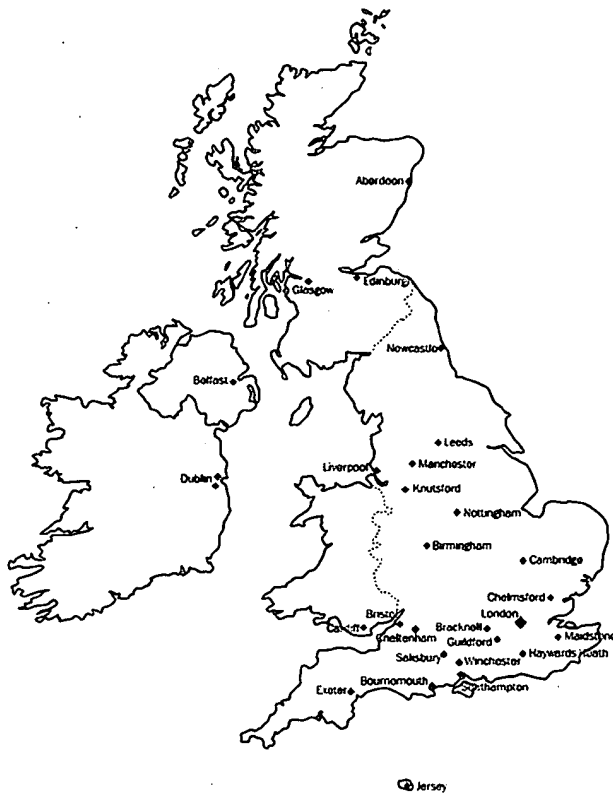 Aberdeen
Glasgow
Edinburg
Newcastle
Belfast
Leeds
Liverpool
Manchester
Dublin
Knutsford
Nottingham
Birmingham
Cambridge
Chelmsford
Bristol
London
Cardiff
Bracknell
Cheltenham
Guildford
Maidstone
Salisbury
Winchester
Haywards Heath
Bournemouth
Southampton
Exeter
Jersey